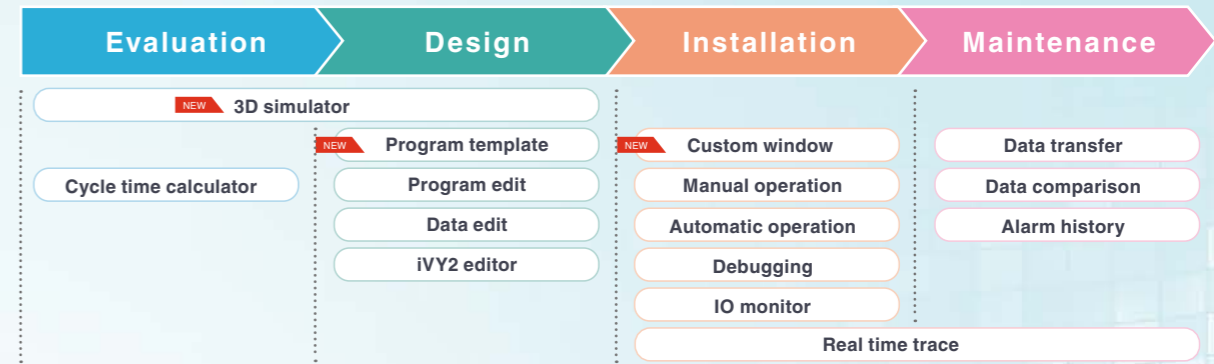 Evaluation
Design
Installation
Maintenance
NEW 3D simulator
NEW Program template
NEW Custom window
Data transfer
Cycle time calculator
Program edit
Manual operation
Data comparison
Data edit
Automatic operation
Alarm history
iVY2 editor
Debugging
IO monitor
Real time trace